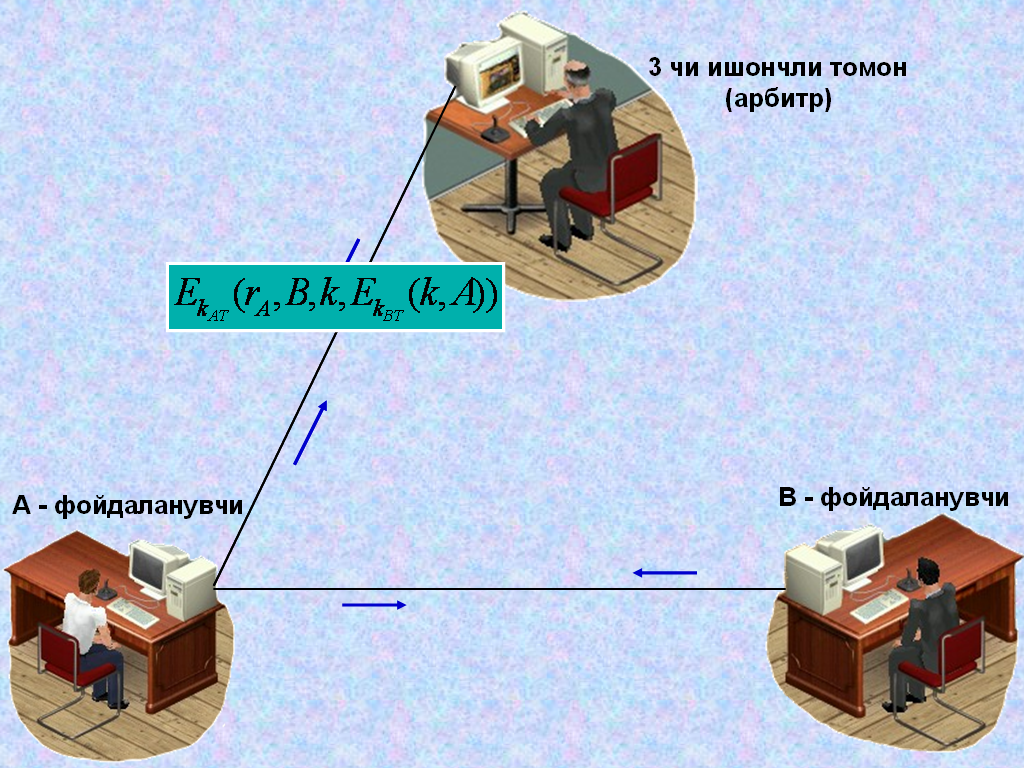 3 чи ишончли томон
(арбитр)
E_{k_{AT}}(r_A, B, k, E_{k_{BT}}(k, A))
А - фойдаланувчи
В - фойдаланувчи